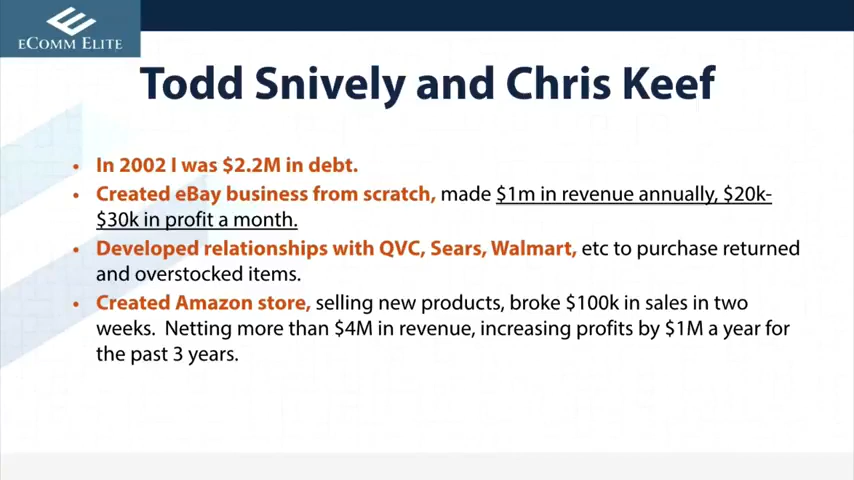 eComm Elite
Todd Snively and Chris Keef
• In 2002 I was $2.2M in debt.
• Created eBay business from scratch, made $1m in revenue annually, $20k-
$30k in profit a month.
• Developed relationships with QVC, Sears, Walmart, etc to purchase returned
and overstocked items.
• Created Amazon store, selling new products, broke $100k in sales in two
weeks.  Netting more than $4M in revenue, increasing profits by $1M a year for
the past 3 years.